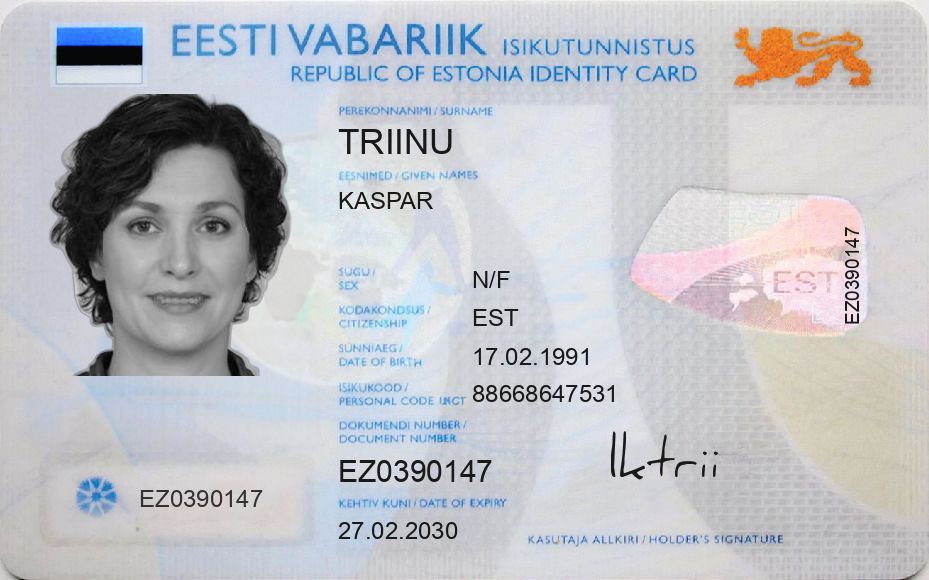 EESTI VABARIIK ISIKUTUNNISTUS
REPUBLIC OF ESTONIA IDENTITY CARD
PEREKONNANIMI / SURNAME
TRIINU
EESNIMED / GIVEN NAMES
KASPAR
SUGU /
SEX
N/F
KODAKONDSUS /
CITIZENSHIP
EST
SÜNNIAEG /
DATE OF BIRTH
17.02.1991
ISIKUKOOD /
PERSONAL CODE
88668647531
DOKUMENDI NUMBER /
DOCUMENT NUMBER
EZ0390147
KEHTIV KUNI / DATE OF EXPIRY
27.02.2030
EZ0390147
EST
EZ0390147
KASUTAJA ALLKIRI / HOLDER'S SIGNATURE